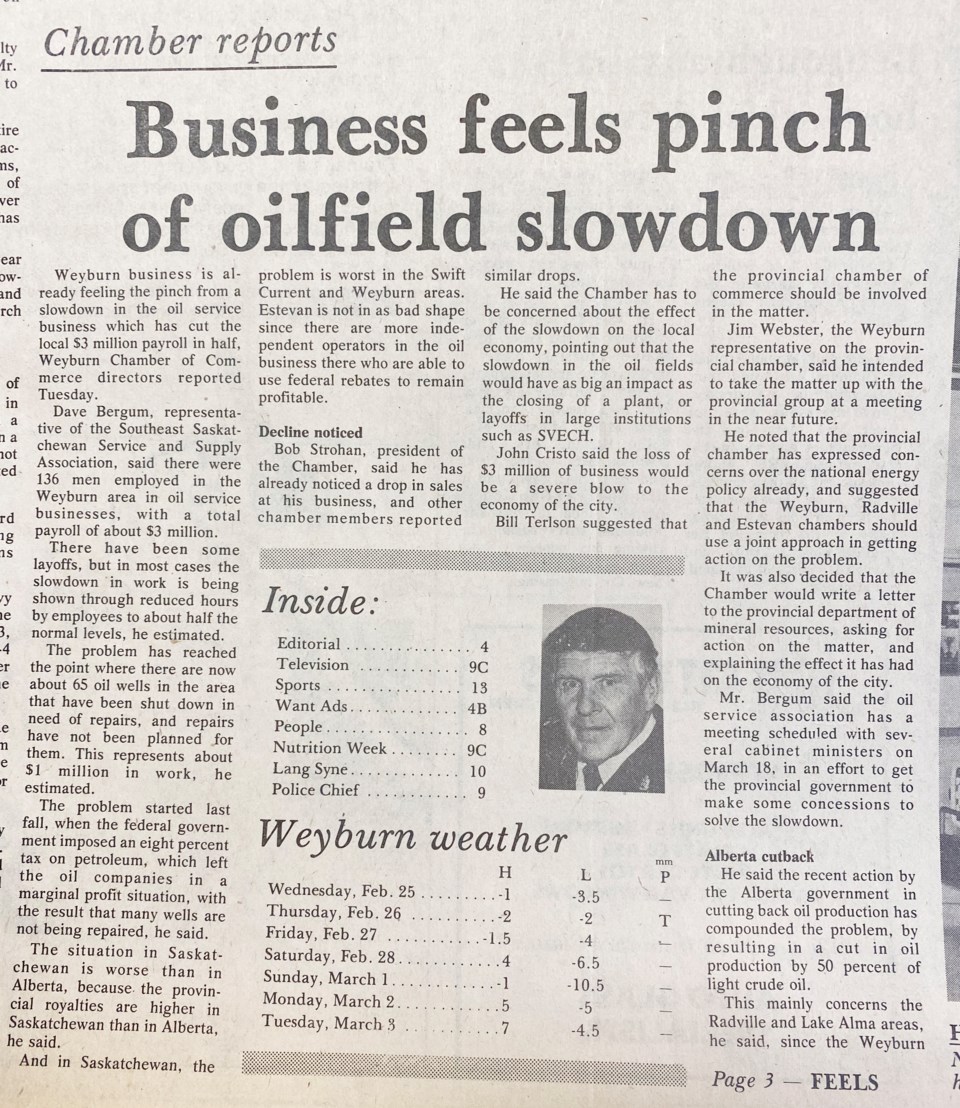 Chamber reports
Business feels pinch
of oilfield slowdown
Weyburn business is al-
ready feeling the pinch from a
slowdown in the oil service
business which has cut the
local $3 million payroll in half,
Weyburn Chamber of Com-
merce directors reported
Tuesday.
Dave Bergum, representa-
tive of the Southeast Saskat-
chewan Service and Supply
Association, said there were
136 men employed in the
Weyburn area in oil service
businesses, with a total
payroll of about $3 million.
There have been some
layoffs, but in most cases the
slowdown in work is being
shown through reduced hours
by employees to about half the
normal levels, he estimated.
The problem has reached
the point where there are now
about 65 oil wells in the area
that have been shut down in
need of repairs, and repairs
have not been planned for
them. This represents about
$1 million in work, he
estimated.
The problem started last
fall, when the federal govern-
ment imposed an eight percent
tax on petroleum, which left
the oil companies in a
marginal profit situation, with
the result that many wells are
not being repaired, he said.
The situation in Saskat-
chewan is worse than in
Alberta, because the provin-
cial royalties are higher in
Saskatchewan than in Alberta,
he said.
And in Saskatchewan, the
problem is worst in the Swift
Current and Weyburn areas.
Estevan is not in as bad shape
since there are more inde-
pendent operators in the oil
business there who are able to
use federal rebates to remain
profitable.
Decline noticed
Bob Strohan, president of
the Chamber, said he has
already noticed a drop in sales
at his business, and other
chamber members reported
similar drops.
He said the Chamber has to
be concerned about the effect
of the slowdown on the local
economy, pointing out that the
slowdown in the oil fields
would have as big an impact as
the closing of a plant, or
layoffs in large institutions
such as SVECH.
John Cristo said the loss of
$3 million of business would
be a severe blow to the
economy of the city.
Bill Terlson suggested that
the provincial chamber of
commerce should be involved
in the matter.
Jim Webster, the Weyburn
representative on the provin-
cial chamber, said he intended
to take the matter up with the
provincial group at a meeting
in the near future.
He noted that the provincial
chamber has expressed con-
cerns over the national energy
policy already, and suggested
that the Weyburn, Radville
and Estevan chambers should
use a joint approach in getting
action on the problem.
It was also decided that the
Chamber would write a letter
to the provincial department of
mineral resources, asking for
action on the matter, and
explaining the effect it has had
on the economy of the city.
Mr. Bergum said the oil
service association has a
meeting scheduled with sev-
eral cabinet ministers on
March 18, in an effort to get
the provincial government to
make some concessions to
solve the slowdown.
Alberta cutback
He said the recent action by
the Alberta government in
cutting back oil production has
compounded the problem, by
resulting in a cut in oil
production by 50 percent of
light crude oil.
This mainly concerns the
Radville and Lake Alma areas,
he said, since the Weyburn
Page 3 — FEELS
Inside:
Editorial . . . . . . . . . . . . . . . 4
Television . . . . . . . . . . . . 9C
Sports . . . . . . . . . . . . . . . 13
Want Ads. . . . . . . . . . . . . 4B
People . . . . . . . . . . . . . . . . 8
Nutrition Week . . . . . . . . 9C
Lang Syne. . . . . . . . . . . . . 10
Police Chief . . . . . . . . . . . 9
Weyburn weather
H L mm P
Wednesday, Feb. 25 . . . . . . . . . -1 -3.5 —
Thursday, Feb. 26 . . . . . . . . . . -2 -2 T
Friday, Feb. 27 . . . . . . . . . . . -1.5 -4 —
Saturday, Feb. 28 . . . . . . . . . . . 4 -6.5 —
Sunday, March 1 . . . . . . . . . . . -1 -10.5 —
Monday, March 2. . . . . . . . . . . 5 -5 —
Tuesday, March 3 . . . . . . . . . . 7 -4.5 —